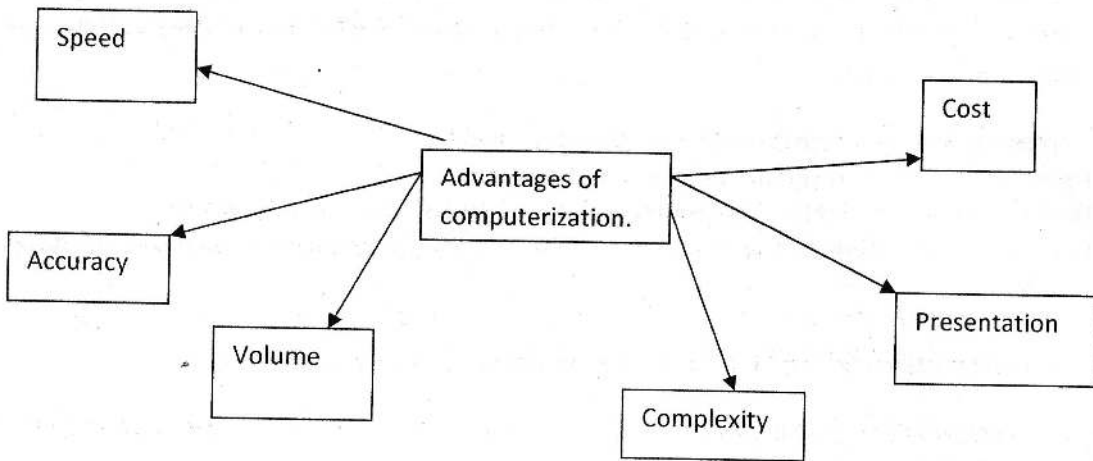 Speed
Cost
Advantages of
computerization.
Accuracy
Presentation
Volume
Complexity